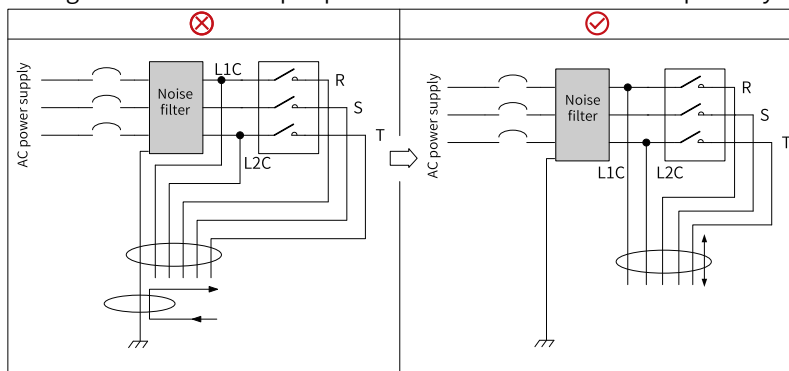 AC power supply
Noise
filter
L1C
L2C
R
S
T
AC power supply
Noise
filter
L1C
L2C
R
S
T